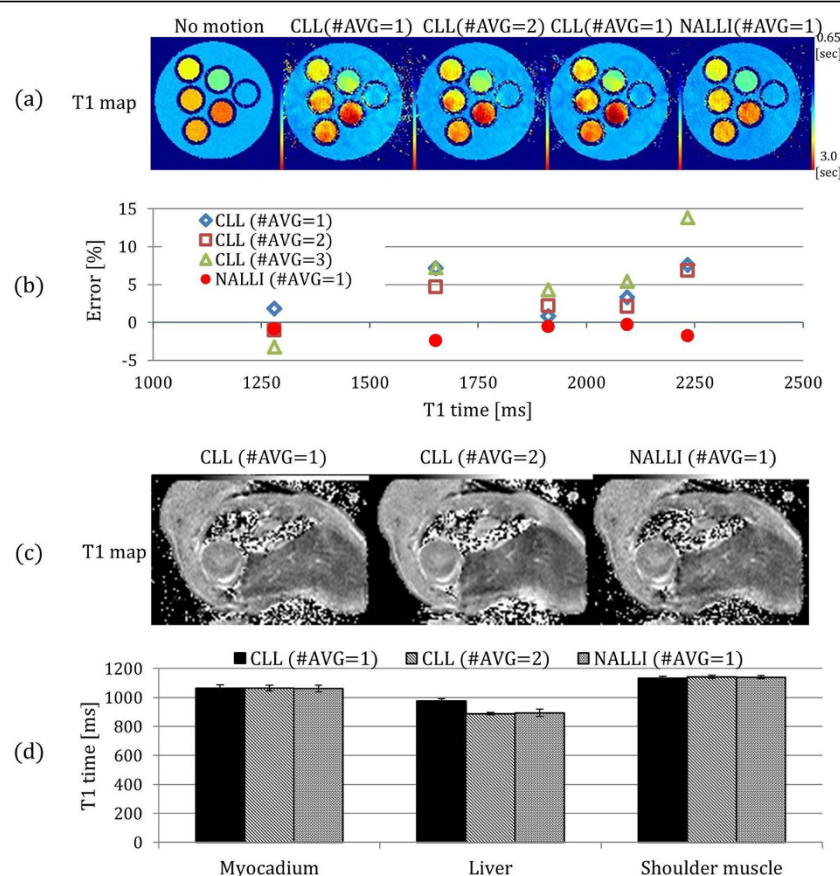 No motion CLL(#AVG=1) CLL(#AVG=2) CLL(#AVG=1) NALLI(#AVG=1)
0.65
[sec]
(a) T1 map
3.0
[sec]
(b)
Error [%]
15
10
5
0
-5
CLL (#AVG=1)
CLL (#AVG=2)
CLL (#AVG=3)
NALLI (#AVG=1)
1000 1250 1500 1750 2000 2250 2500
T1 time [ms]
CLL (#AVG=1) CLL (#AVG=2) NALLI (#AVG=1)
(c) T1 map
CLL (#AVG=1) CLL (#AVG=2) NALLI (#AVG=1)
(d)
T1 time [ms]
1200
1000
800
600
400
200
0
Myocadium Liver Shoulder muscle